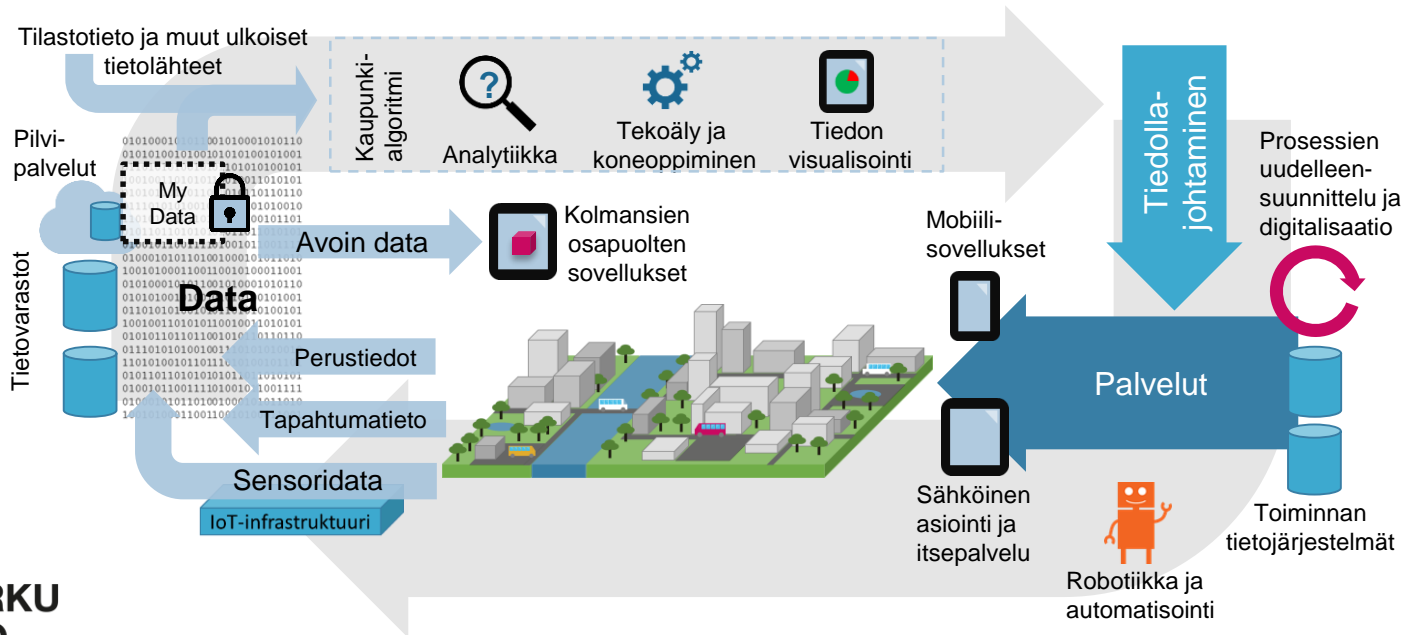 Tilastotieto ja muut ulkoiset
tietolähteet
Kaupunki-
algoritmi
Analytiikka
Tekoäly ja
koneoppiminen
Tiedon
visualisointi
Tiedolla-
johtaminen
Prosessien
uudelleen-
suunnittelu ja
digitalisaatio
Pilvi-
palvelut
My
Data
Avoin data
Kolmansien
osapuolten
sovellukset
Mobiili-
sovellukset
Tietovarastot
Data
Perustiedot
Tapahtumatieto
Sensoridata
IoT-infrastruktuuri
Palvelut
Sähköinen
asiointi ja
itsepalvelu
Robotiikka ja
automatisointi
Toiminnan
tietojärjestelmät
RKU